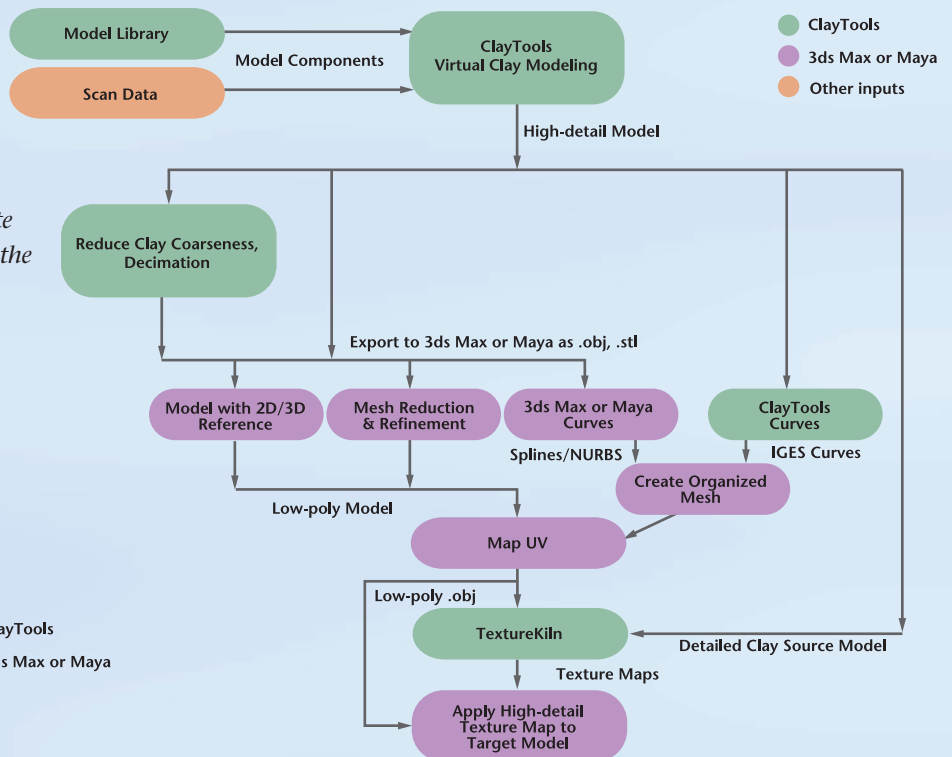 Model Library
Model Components
Scan Data
ClayTools
Virtual Clay Modeling
ClayTools
3ds Max or Maya
Other inputs
High-detail Model
the
Reduce Clay Coarseness,
Decimation
Export to 3ds Max or Maya as .obj, .stl
Model with 2D/3D
Reference
Mesh Reduction
& Refinement
3ds Max or Maya
Curves
ClayTools
Curves
Splines/NURBS
IGES Curves
Create Organized
Mesh
Low-poly Model
Map UV
Low-poly .obj
TextureKiln
Detailed Clay Source Model
ayTools
s Max or Maya
Texture Maps
Apply High-detail
Texture Map to
Target Model